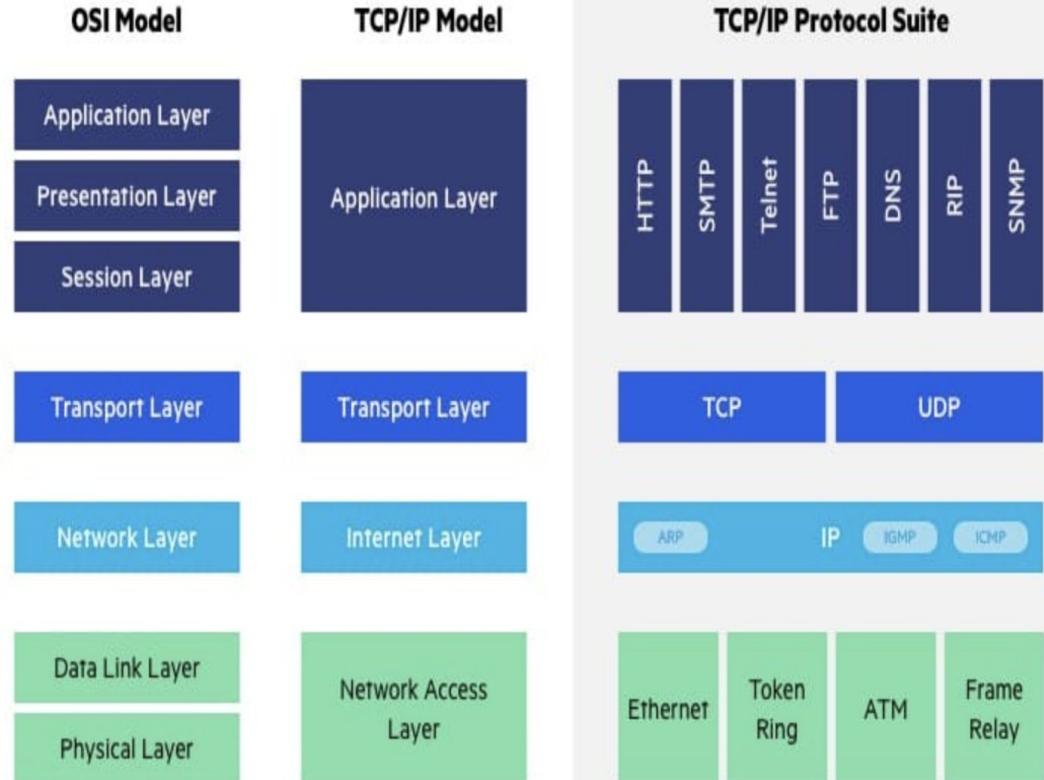 OSI Model
TCP/IP Model
TCP/IP Protocol Suite
Application Layer
Presentation Layer
Session Layer
Application Layer
HTTP
SMTP
Telnet
FTP
DNS
RIP
SNMP
Transport Layer
Transport Layer
TCP
UDP
Network Layer
Internet Layer
ARP
IP
IGMP
ICMP
Data Link Layer
Physical Layer
Network Access
Layer
Ethernet
Token
Ring
ATM
Frame
Relay